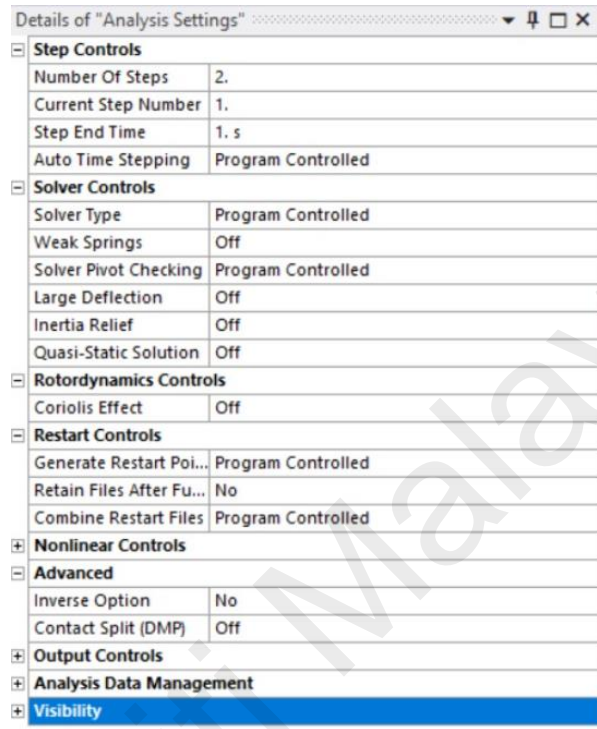 Details of "Analysis Settings"
Step Controls
Number Of Steps 2.
Current Step Number 1.
Step End Time 1. s
Auto Time Stepping Program Controlled
Solver Controls
Solver Type Program Controlled
Weak Springs Off
Solver Pivot Checking Program Controlled
Large Deflection Off
Inertia Relief Off
Quasi-Static Solution Off
Rotordynamics Controls
Coriolis Effect Off
Restart Controls
Generate Restart Poi... Program Controlled
Retain Files After Fu... No
Combine Restart Files Program Controlled
Nonlinear Controls
Advanced
Inverse Option No
Contact Split (DMP) Off
Output Controls
Analysis Data Management
Visibility